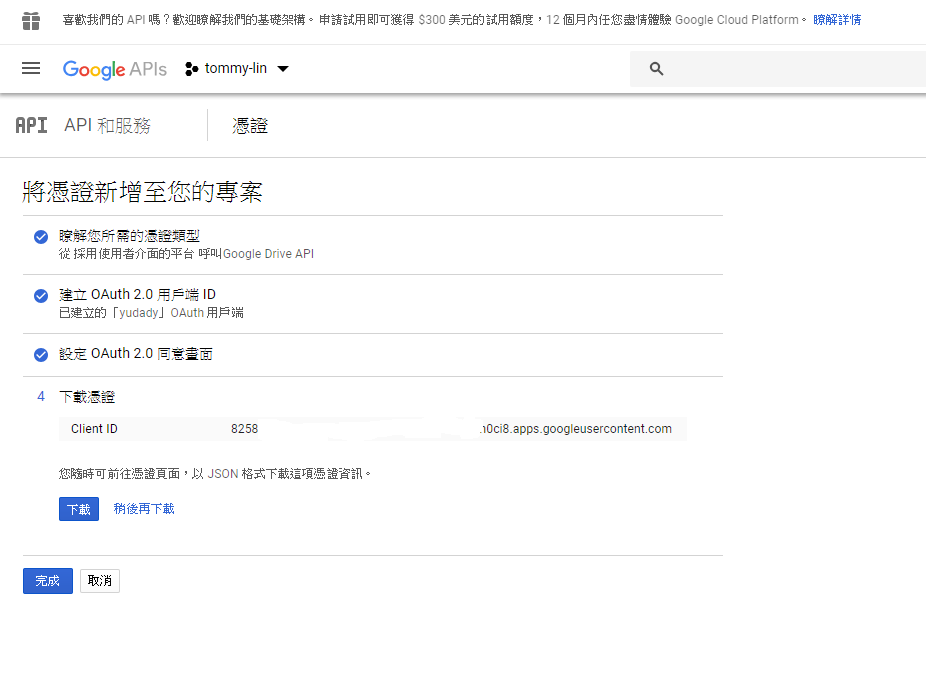 喜歡我們的 API 嗎？歡迎瞭解我們的基礎架構。申請試用即可獲得 $300 美元的試用額度，12 個月內任您盡情體驗 Google Cloud Platform。 瞭解詳情
Google APIs tommy-lin
API API 和服務 憑證
將憑證新增至您的專案
瞭解您所需的憑證類型
從 採用使用者介面的平台 呼叫Google Drive API
建立 OAuth 2.0 用戶端 ID
已建立的「yudady」OAuth 用戶端
設定 OAuth 2.0 同意畫面
4 下載憑證
Client ID 8258 n0ci8.apps.googleusercontent.com
您隨時可前往憑證頁面，以 JSON 格式下載這項憑證資訊。
下載 稍後再下載
完成 取消